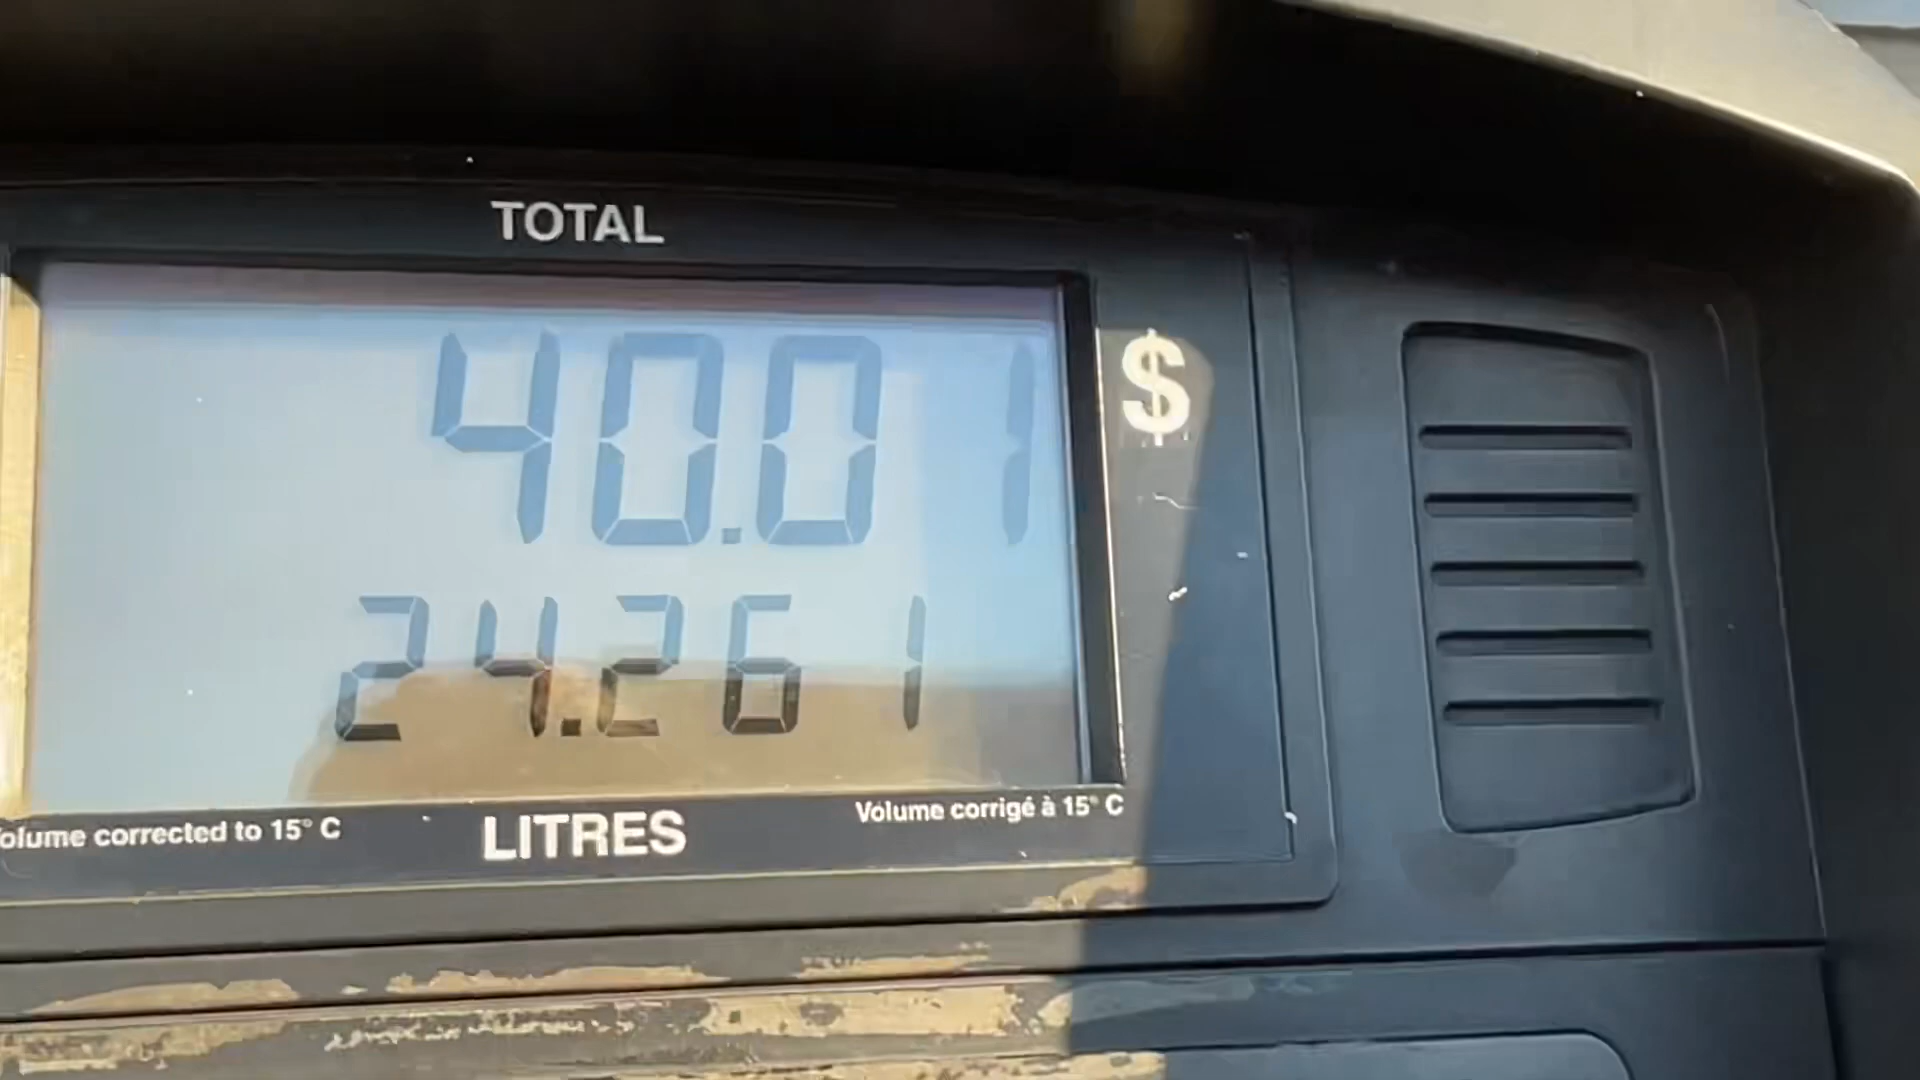 TOTAL
40.01 $
24.261
olume corrected to 15° C
LITRES
Volume corrigé à 15° C